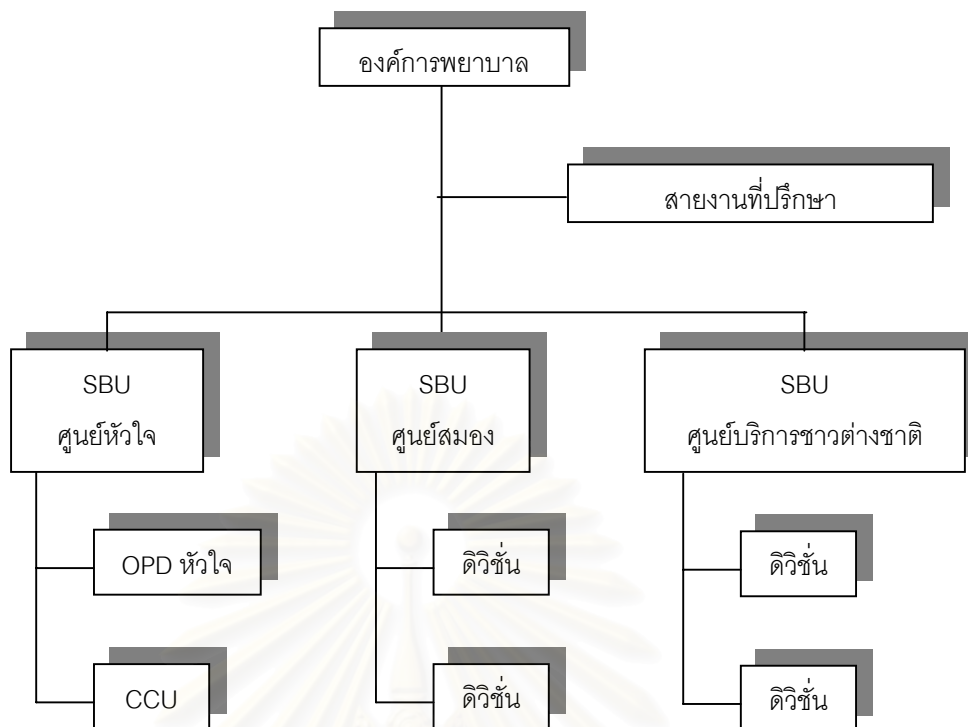 องค์การพยาบาล
สายงานที่ปรึกษา
SBU
ศูนย์หัวใจ
SBU
ศูนย์สมอง
SBU
ศูนย์บริการชาวต่างชาติ
OPD หัวใจ
ดิวิชั่น
ดิวิชั่น
CCU
ดิวิชั่น
ดิวิชั่น